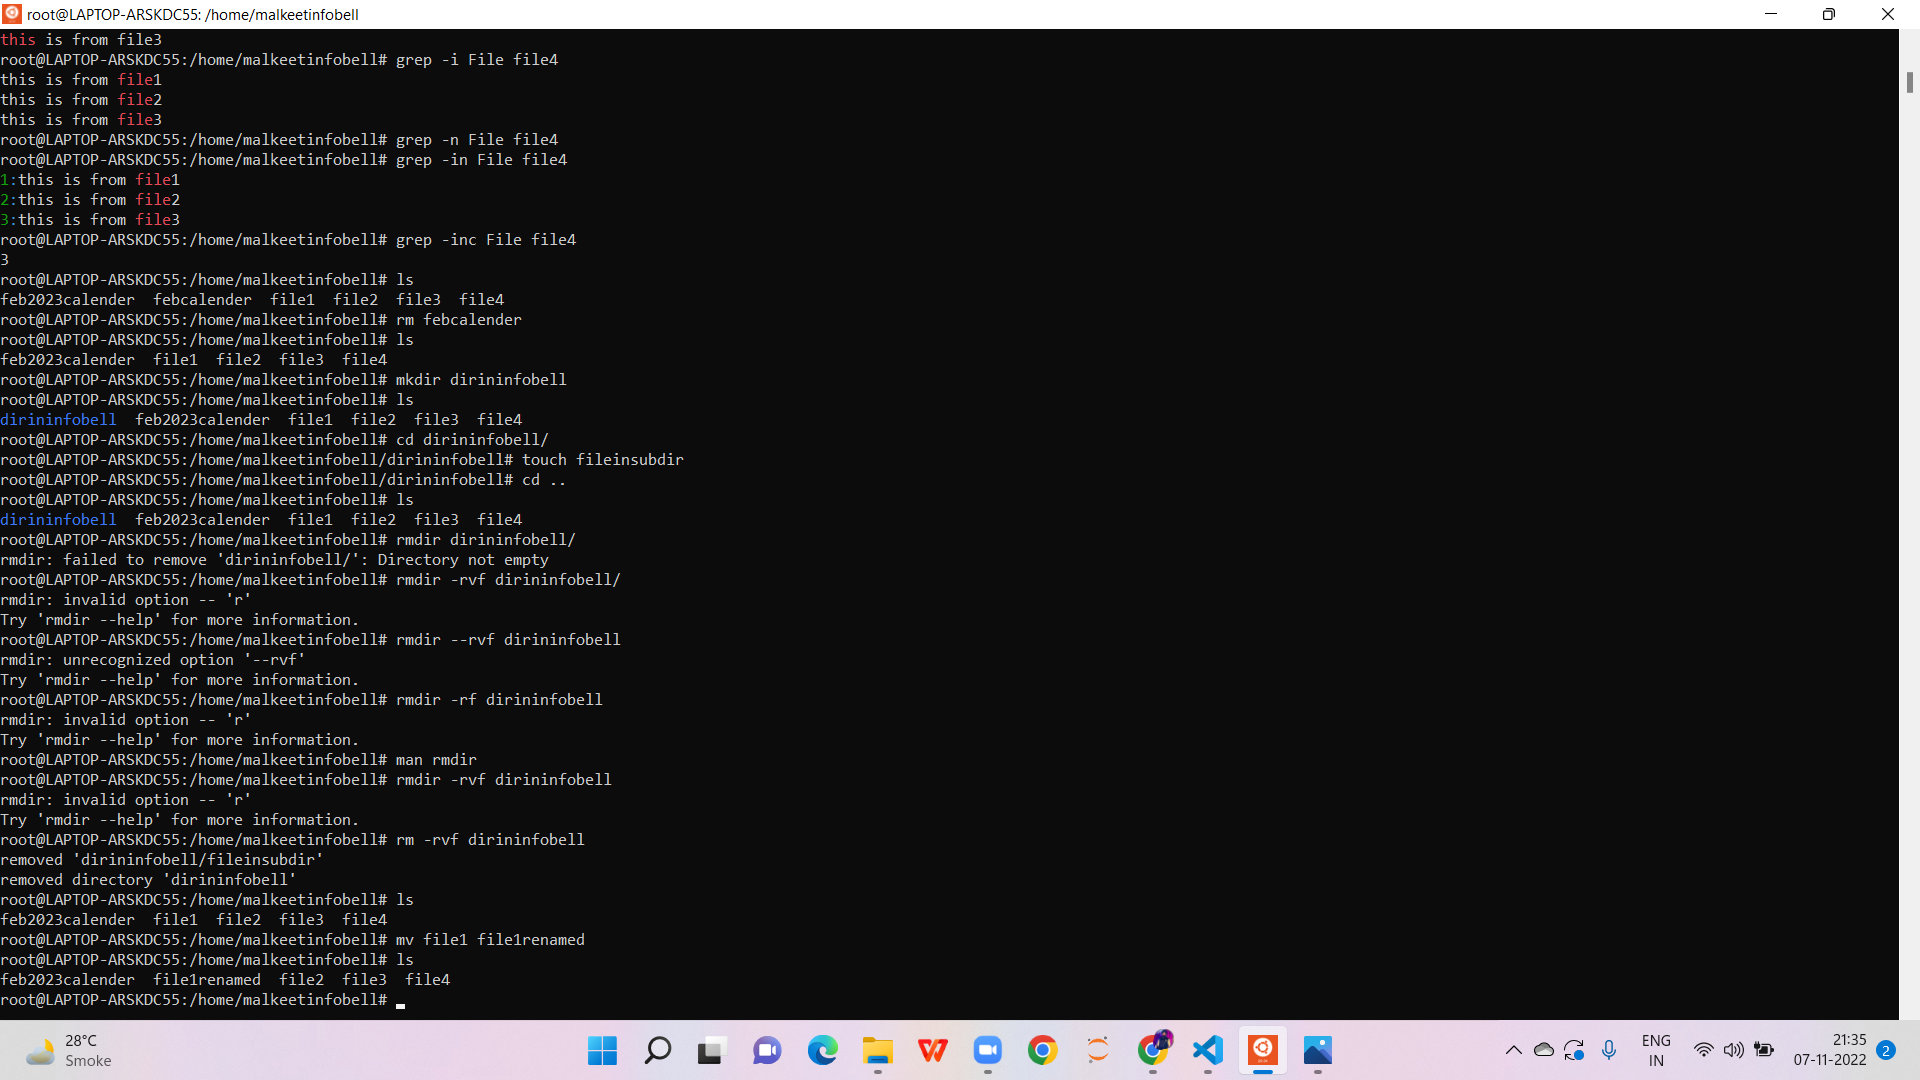 root@LAPTOP-ARSKDC55: /home/malkeetinfobell
this is from file3
root@LAPTOP-ARSKDC55:/home/malkeetinfobell# grep -i File file4
this is from file1
this is from file2
this is from file3
root@LAPTOP-ARSKDC55:/home/malkeetinfobell# grep -n File file4
root@LAPTOP-ARSKDC55:/home/malkeetinfobell# grep -in File file4
1:this is from file1
2:this is from file2
3:this is from file3
root@LAPTOP-ARSKDC55:/home/malkeetinfobell# grep -inc File file4
3
root@LAPTOP-ARSKDC55:/home/malkeetinfobell# ls
feb2023calender  febcalender  file1  file2  file3  file4
root@LAPTOP-ARSKDC55:/home/malkeetinfobell# rm febcalender
root@LAPTOP-ARSKDC55:/home/malkeetinfobell# ls
feb2023calender  file1  file2  file3  file4
root@LAPTOP-ARSKDC55:/home/malkeetinfobell# mkdir dirininfobell
root@LAPTOP-ARSKDC55:/home/malkeetinfobell# ls
dirininfobell  feb2023calender  file1  file2  file3  file4
root@LAPTOP-ARSKDC55:/home/malkeetinfobell# cd dirininfobell/
root@LAPTOP-ARSKDC55:/home/malkeetinfobell/dirininfobell# touch fileinsubdir
root@LAPTOP-ARSKDC55:/home/malkeetinfobell/dirininfobell# cd ..
root@LAPTOP-ARSKDC55:/home/malkeetinfobell# ls
dirininfobell  feb2023calender  file1  file2  file3  file4
root@LAPTOP-ARSKDC55:/home/malkeetinfobell# rmdir dirininfobell/
rmdir: failed to remove 'dirininfobell/': Directory not empty
root@LAPTOP-ARSKDC55:/home/malkeetinfobell# rmdir -rvf dirininfobell/
rmdir: invalid option -- 'r'
Try 'rmdir --help' for more information.
root@LAPTOP-ARSKDC55:/home/malkeetinfobell# rmdir --rvf dirininfobell
rmdir: unrecognized option '--rvf'
Try 'rmdir --help' for more information.
root@LAPTOP-ARSKDC55:/home/malkeetinfobell# rmdir -rf dirininfobell
rmdir: invalid option -- 'r'
Try 'rmdir --help' for more information.
root@LAPTOP-ARSKDC55:/home/malkeetinfobell# man rmdir
root@LAPTOP-ARSKDC55:/home/malkeetinfobell# rmdir -rvf dirininfobell
rmdir: invalid option -- 'r'
Try 'rmdir --help' for more information.
root@LAPTOP-ARSKDC55:/home/malkeetinfobell# rm -rvf dirininfobell
removed 'dirininfobell/fileinsubdir'
removed directory 'dirininfobell'
root@LAPTOP-ARSKDC55:/home/malkeetinfobell# ls
feb2023calender  file1  file2  file3  file4
root@LAPTOP-ARSKDC55:/home/malkeetinfobell# mv file1 file1renamed
root@LAPTOP-ARSKDC55:/home/malkeetinfobell# ls
feb2023calender  file1renamed  file2  file3  file4
root@LAPTOP-ARSKDC55:/home/malkeetinfobell#
28°C
Smoke
ENG
IN
21:35
07-11-2022
2